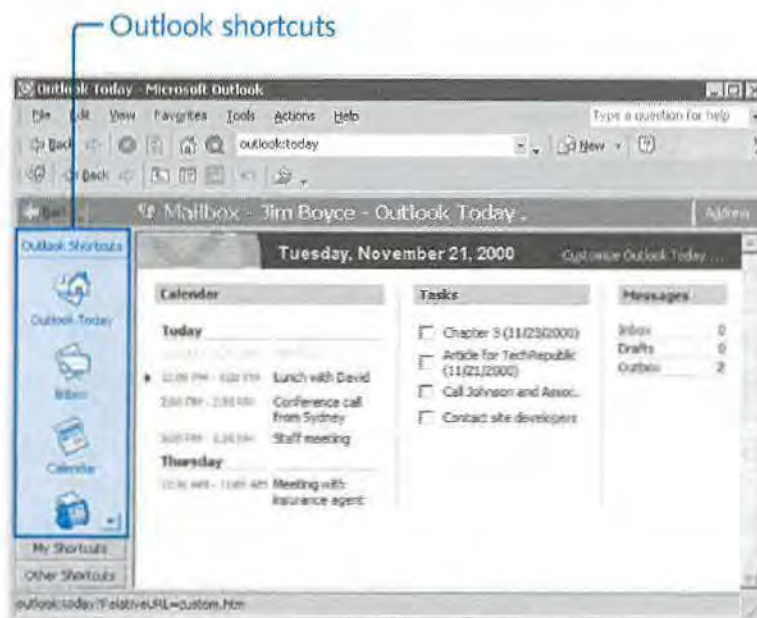 Outlook shortcuts
Outlook Today - Microsoft Outlook
File Edit View Favorites Tools Actions Help
Type a question for help
Back
outlook:today
New
Back
Mailbox - Jim Boyce - Outlook Today .
Address
Outlook Shortcuts
Tuesday, November 21, 2000
Customize Outlook Today ...
Outlook Today
Inbox
Calendar
My Shortcuts
Other Shortcuts
Calendar
Today
Lunch with David
Conference call
from Sydney
Staff meeting
Thursday
Meeting with
insurance agent
Tasks
Chapter 3 (11/23/2000)
Article for TechRepublic
(11/21/2000)
Call Johnson and Assoc.
Contact site developers
Messages
Inbox 0
Drafts 0
Outbox 2
outlook:today?RelativeURL=custom.htm